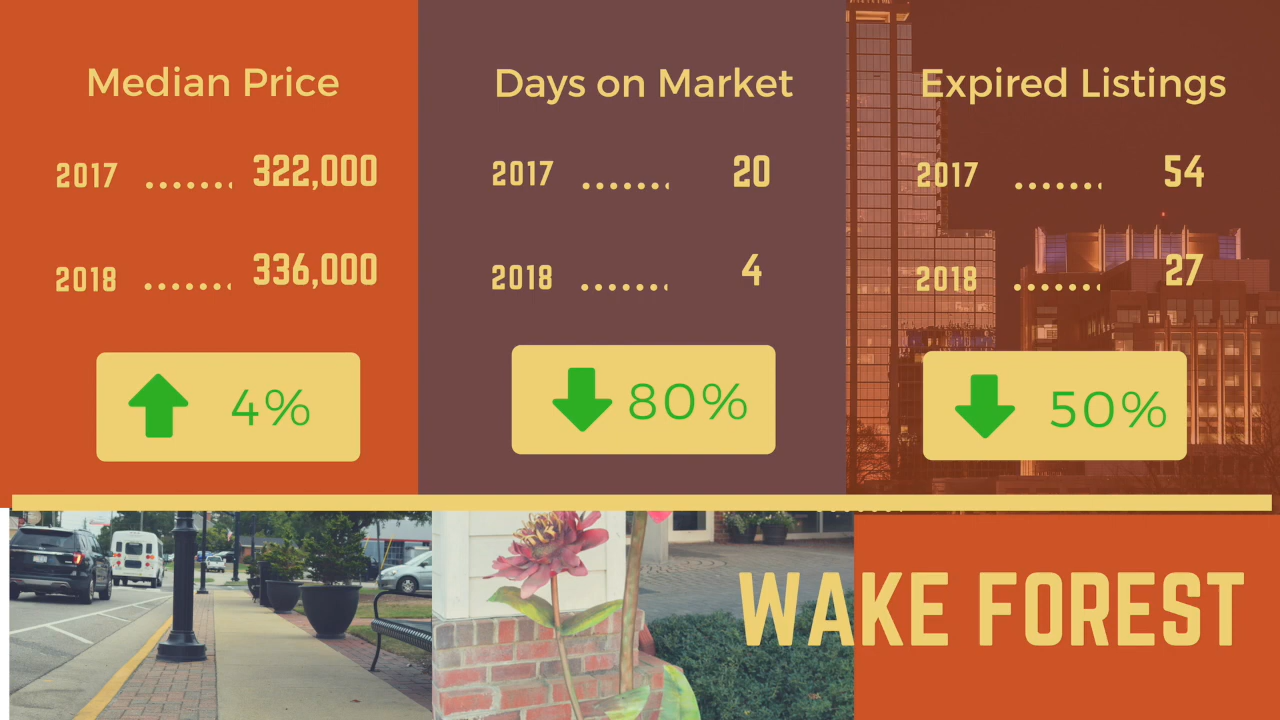 Median Price
2017 ....... 322,000
2018 ....... 336,000
4%
Days on Market
2017 ....... 20
2018 ....... 4
80%
Expired Listings
2017 ....... 54
2018 ....... 27
50%
WAKE FOREST